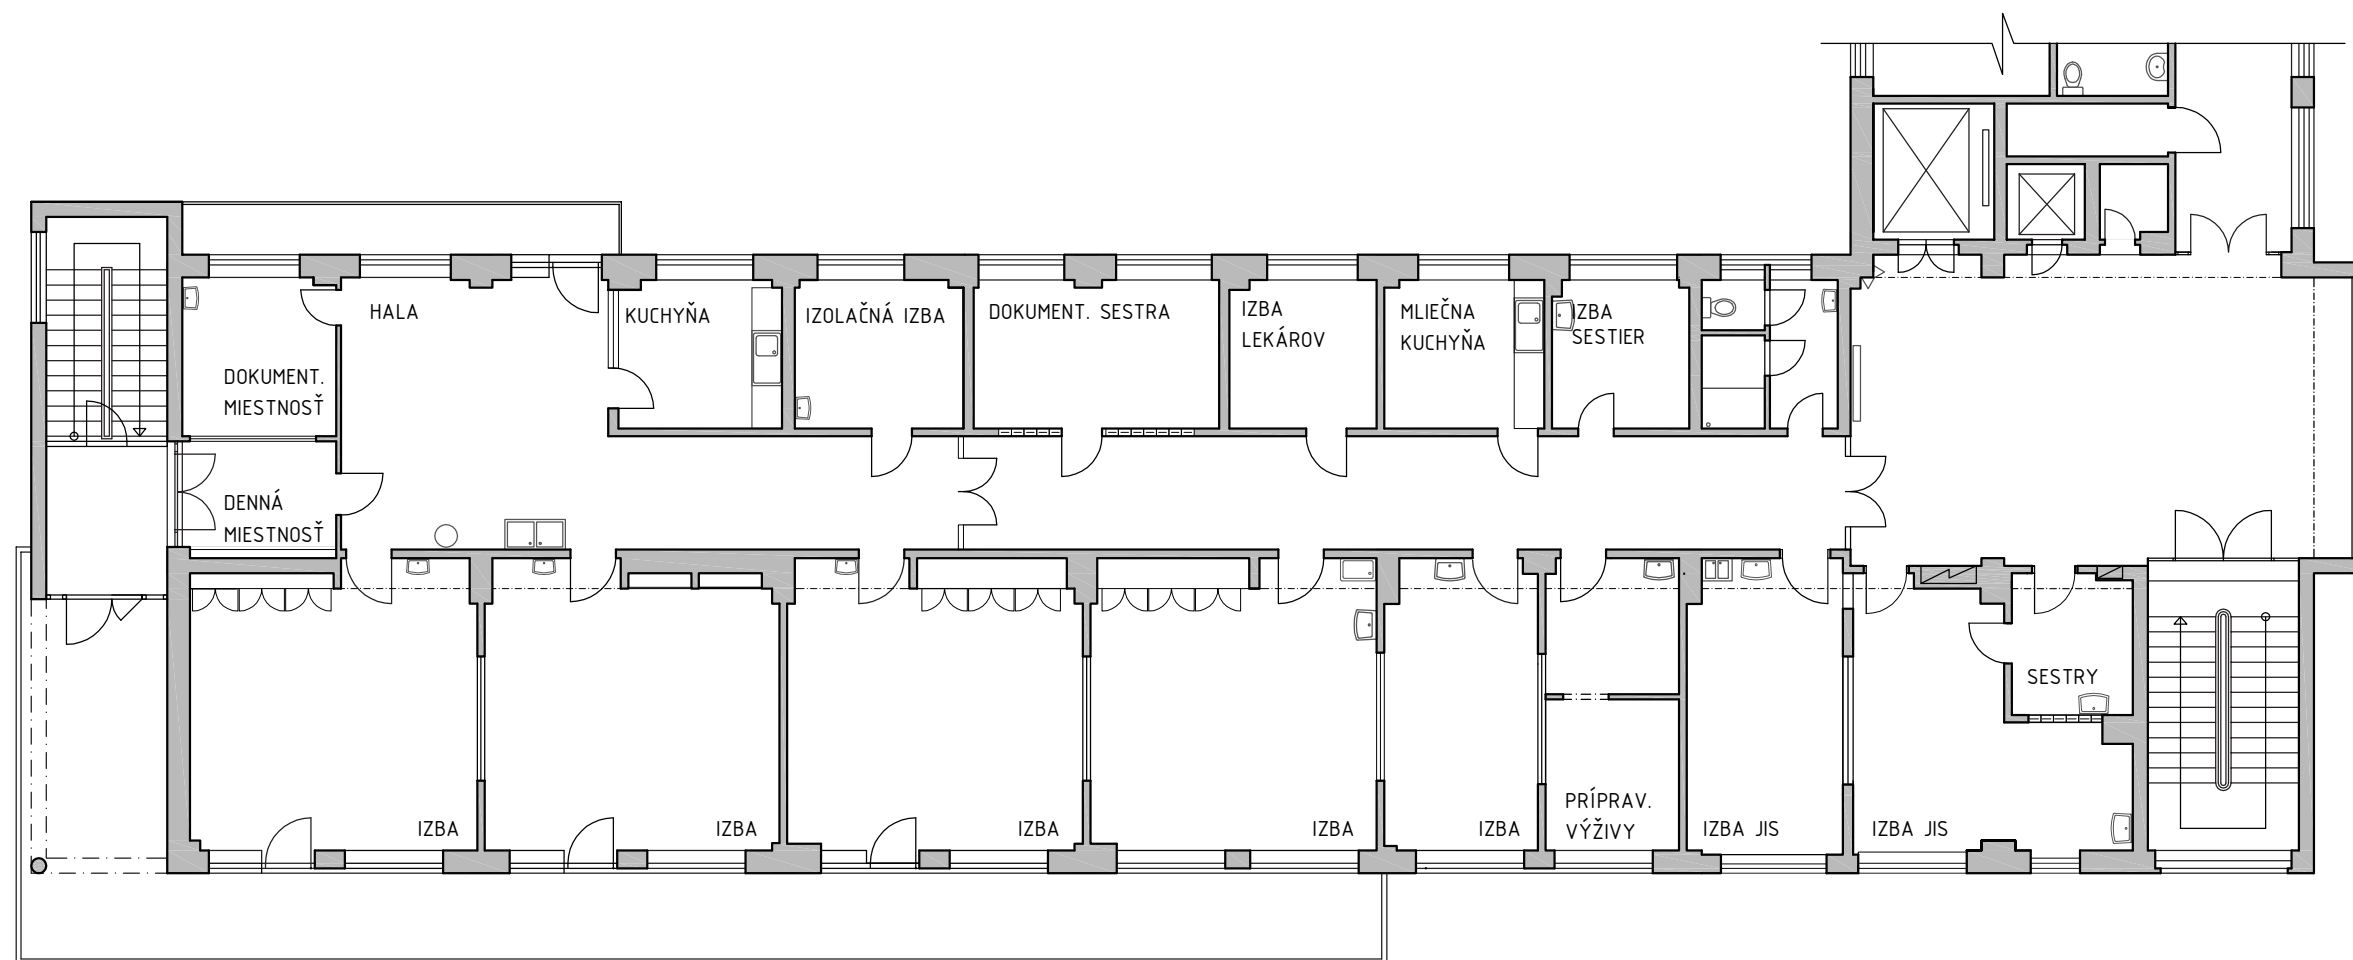 HALA
KUCHYŇA
IZOLAČNÁ IZBA
DOKUMENT. SESTRA
IZBA
LEKÁROV
MLIEČNA
KUCHYŇA
IZBA
SESTIER
DOKUMENT.
MIESTNOSŤ
DENNÁ
MIESTNOSŤ
SESTRY
IZBA
IZBA
IZBA
IZBA
IZBA
PRÍPRAV.
VÝŽIVY
IZBA JIS
IZBA JIS